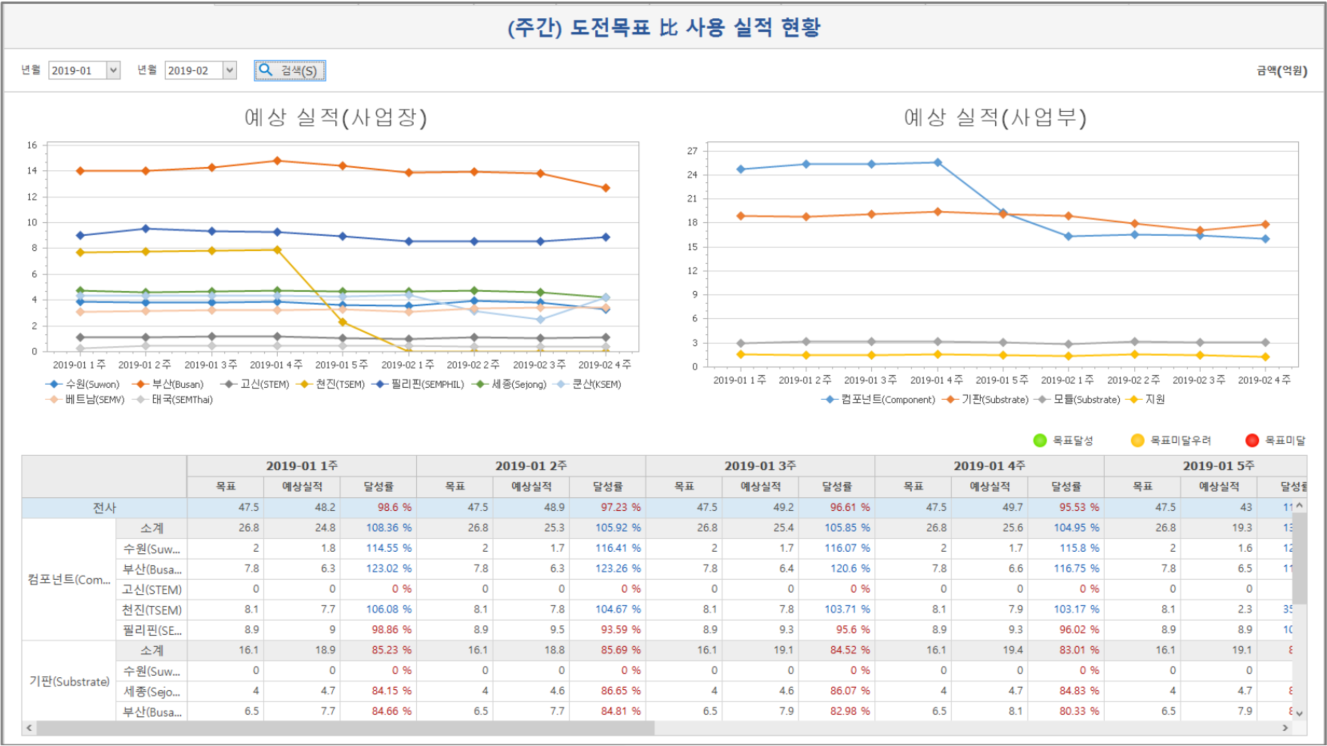 (주간) 도전목표 比 사용 실적 현황
년월 2019-01 년월 2019-02 검색(S) 금액(억원)
예상 실적(사업장)
16
14
12
10
8
6
4
2
0
2019-01 1 주 2019-01 2 주 2019-01 3 주 2019-01 4 주 2019-01 5 주 2019-02 1 주 2019-02 2 주 2019-02 3 주 2019-02 4 주
수원(Suwon) 부산(Busan) 고신(STEM) 천진(TSEM) 필리핀(SEMPHIL) 세종(Sejong) 쿤산(KSEM)
베트남(SEMV) 태국(SEMThai)
예상 실적(사업부)
27
24
21
18
15
12
9
6
3
0
2019-01 1 주 2019-01 2 주 2019-01 3 주 2019-01 4 주 2019-01 5 주 2019-02 1 주 2019-02 2 주 2019-02 3 주 2019-02 4 주
컴포넌트(Component) 기판(Substrate) 모듈(Substrate) 지원
목표달성 목표미달우려 목표미달
2019-01 1주 2019-01 2주 2019-01 3주 2019-01 4주 2019-01 5주
목표 예상실적 달성률 목표 예상실적 달성률 목표 예상실적 달성률 목표 예상실적 달성률 목표 예상실적 달성률
전사 47.5 48.2 98.6 % 47.5 48.9 97.23 % 47.5 49.2 96.61 % 47.5 49.7 95.53 % 47.5 43 11
컴포넌트(Com...
소계 26.8 24.8 108.36 % 26.8 25.3 105.92 % 26.8 25.4 105.85 % 26.8 25.6 104.95 % 26.8 19.3 13
수원(Suw... 2 1.8 114.55 % 2 1.7 116.41 % 2 1.7 116.07 % 2 1.7 115.8 % 2 1.6 12
부산(Busa... 7.8 6.3 123.02 % 7.8 6.3 123.26 % 7.8 6.4 120.6 % 7.8 6.6 116.75 % 7.8 6.5 11
고신(STEM) 0 0 0 % 0 0 0 % 0 0 0 % 0 0 0 % 0 0
천진(TSEM) 8.1 7.7 106.08 % 8.1 7.8 104.67 % 8.1 7.8 103.71 % 8.1 7.9 103.17 % 8.1 2.3 35
필리핀(SE... 8.9 9 98.86 % 8.9 9.5 93.59 % 8.9 9.3 95.6 % 8.9 9.3 96.02 % 8.9 8.9 10
기판(Substrate)
소계 16.1 18.9 85.23 % 16.1 18.8 85.69 % 16.1 19.1 84.52 % 16.1 19.4 83.01 % 16.1 19.1 8
수원(Suw... 0 0 0 % 0 0 0 % 0 0 0 % 0 0 0 % 0 0
세종(Sejo... 4 4.7 84.15 % 4 4.6 86.65 % 4 4.6 86.07 % 4 4.7 84.83 % 4 4.7 8
부산(Busa... 6.5 7.7 84.66 % 6.5 7.7 84.81 % 6.5 7.9 82.98 % 6.5 8.1 80.33 % 6.5 7.9 8